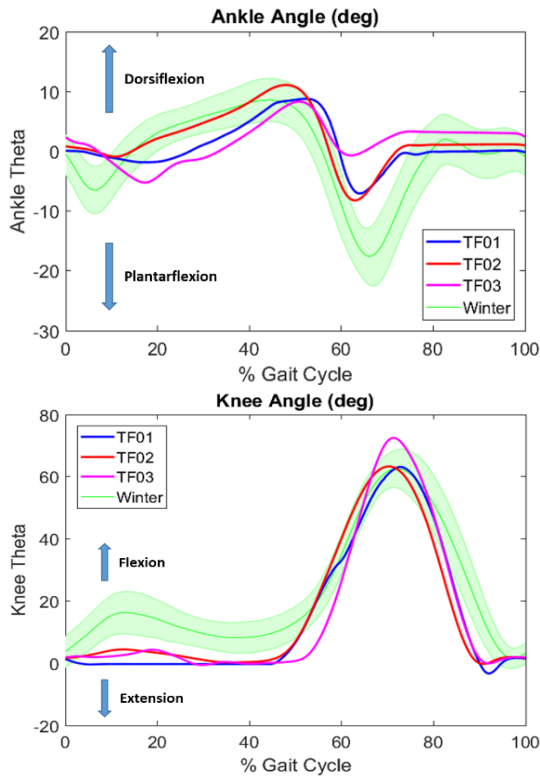 Ankle Angle (deg)
20
10
0
-10
-20
-30
Ankle Theta
Dorsiflexion
Plantarflexion
TF01
TF02
TF03
Winter
0
20
40
60
80
100
% Gait Cycle
Knee Angle (deg)
80
60
40
20
0
-20
Knee Theta
TF01
TF02
TF03
Winter
Flexion
Extension
0
20
40
60
80
100
% Gait Cycle